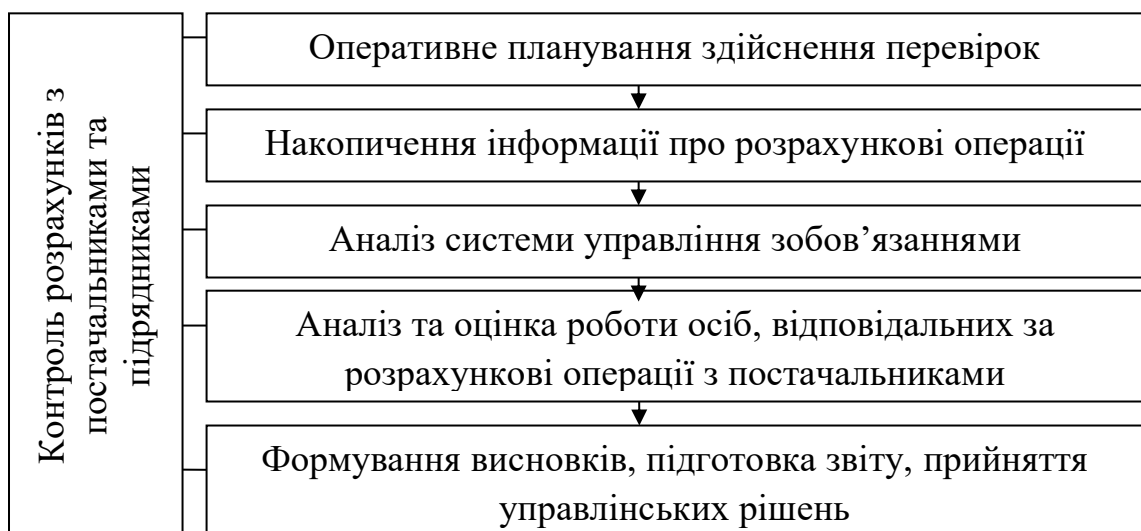 Контроль розрахунків з
постачальниками та
підрядниками
Оперативне планування здійснення перевірок
Накопичення інформації про розрахункові операції
Аналіз системи управління зобов’язаннями
Аналіз та оцінка роботи осіб, відповідальних за
розрахункові операції з постачальниками
Формування висновків, підготовка звіту, прийняття
управлінських рішень